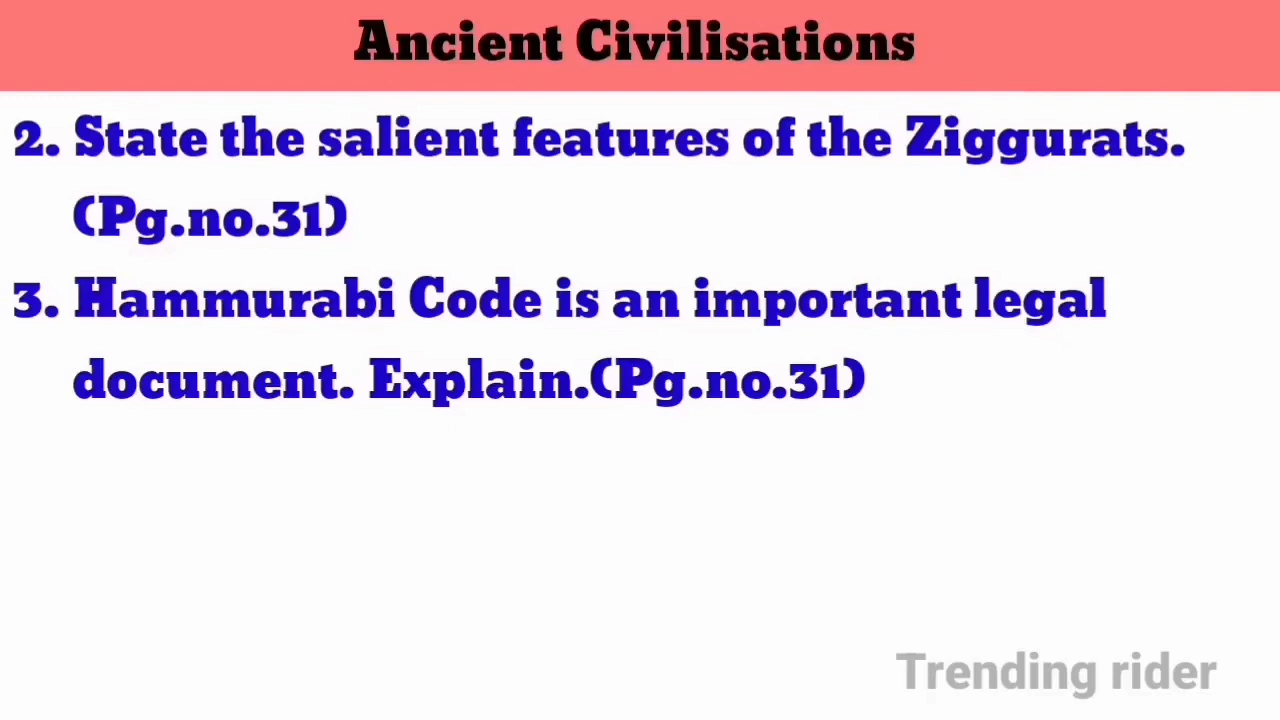 Ancient Civilisations
2. State the salient features of the Ziggurats.
(Pg.no.31)
3. Hammurabi Code is an important legal
document. Explain.(Pg.no.31)
Trending rider